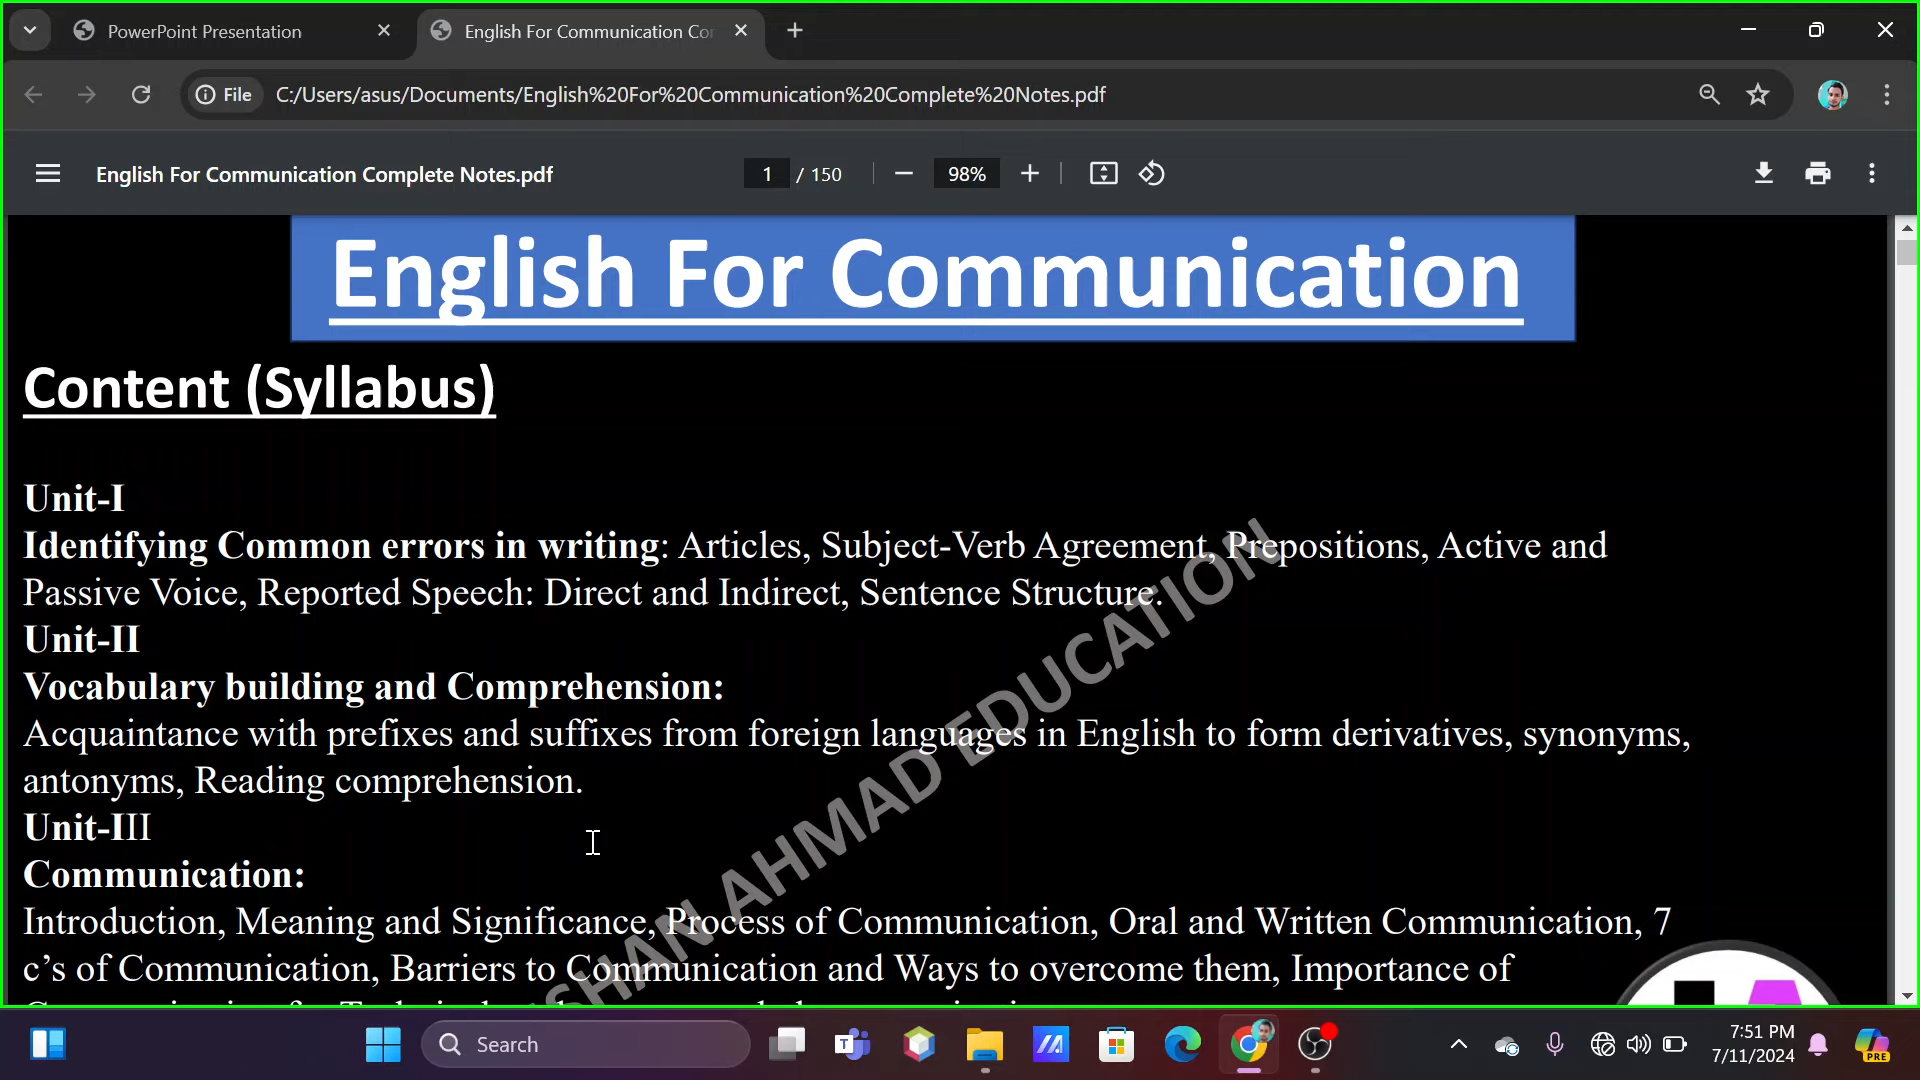 PowerPoint Presentation
English For Communication Co
File
C:/Users/asus/Documents/English%20For%20Communication%20Complete%20Notes.pdf
English For Communication Complete Notes.pdf
1 / 150
98%
English For Communication
Content (Syllabus)
Unit-I
Identifying Common errors in writing: Articles, Subject-Verb Agreement, Prepositions, Active and
Passive Voice, Reported Speech: Direct and Indirect, Sentence Structure.
Unit-II
Vocabulary building and Comprehension:
Acquaintance with prefixes and suffixes from foreign languages in English to form derivatives, synonyms,
antonyms, Reading comprehension.
Unit-III
Communication:
Introduction, Meaning and Significance, Process of Communication, Oral and Written Communication, 7
c’s of Communication, Barriers to Communication and Ways to overcome them, Importance of
SHAN AHMAD EDUCATION
Search
7:51 PM
7/11/2024
PRE